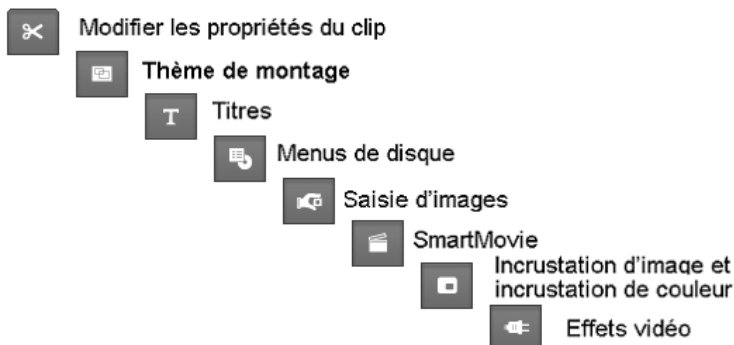 Modifier les propriétés du clip
Thème de montage
T Titres
Menus de disque
Saisie d'images
SmartMovie
Incrustation d'image et
incrustation de couleur
Effets vidéo